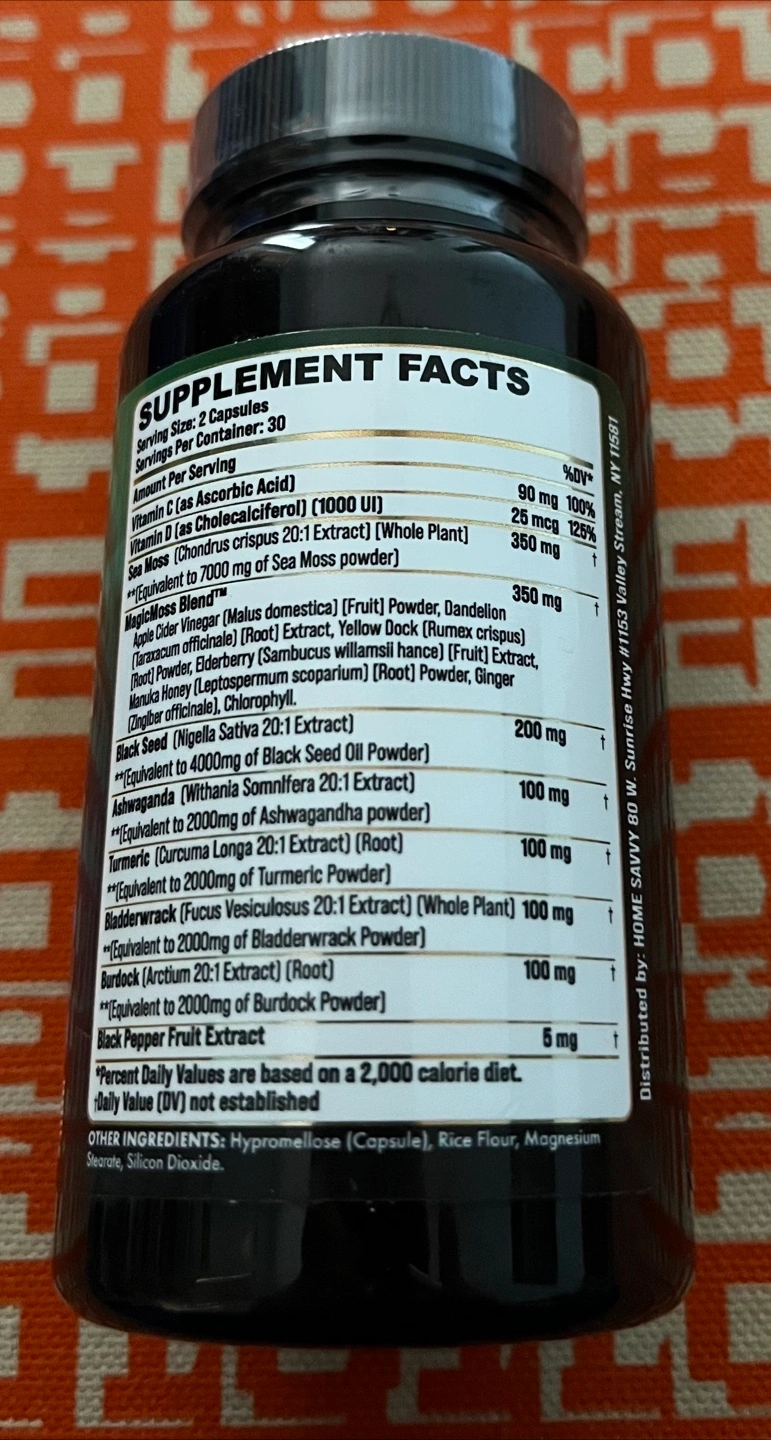 SUPPLEMENT FACTS
Serving Size: 2 Capsules
Servings Per Container: 30
Amount Per Serving %DV*
Vitamin C (as Ascorbic Acid) 90 mg 100%
Vitamin D (as Cholecalciferol) (1000 UI) 25 mcg 125%
Sea Moss (Chondrus crispus 20:1 Extract) [Whole Plant] 350 mg †
**(Equivalent to 7000 mg of Sea Moss powder)
MagicMoss Blend™ 350 mg †
Apple Cider Vinegar (Malus domestica) [Fruit] Powder, Dandelion
(Taraxacum officinale) [Root] Extract, Yellow Dock (Rumex crispus)
[Root] Powder, Elderberry (Sambucus willamsii hance) [Fruit] Extract,
Manuka Honey (Leptospermum scoparium) [Root] Powder, Ginger
(Zingiber officinale), Chlorophyll.
Black Seed (Nigella Sativa 20:1 Extract) 200 mg †
**(Equivalent to 4000mg of Black Seed Oil Powder)
Ashwaganda (Withania Somnifera 20:1 Extract) 100 mg †
**(Equivalent to 2000mg of Ashwagandha powder)
Turmeric (Curcuma Longa 20:1 Extract) (Root) 100 mg †
**(Equivalent to 2000mg of Turmeric Powder)
Bladderwrack (Fucus Vesiculosus 20:1 Extract) (Whole Plant) 100 mg †
**(Equivalent to 2000mg of Bladderwrack Powder)
Burdock (Arctium 20:1 Extract) (Root) 100 mg †
**(Equivalent to 2000mg of Burdock Powder)
Black Pepper Fruit Extract 5 mg †
*Percent Daily Values are based on a 2,000 calorie diet.
†Daily Value (DV) not established
OTHER INGREDIENTS: Hypromellose (Capsule), Rice Flour, Magnesium
Stearate, Silicon Dioxide.
Distributed by: HOME SAVVY 80 W. Sunrise Hwy #1153 Valley Stream, NY 11581